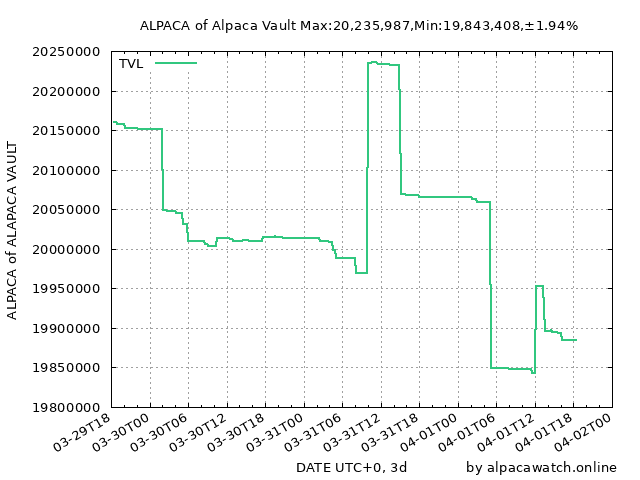 ALPACA of Alpaca Vault Max:20,235,987,Min:19,843,408,±1.94%
TVL
ALPACA of ALAPACA VAULT
20250000
20200000
20150000
20100000
20050000
20000000
19950000
19900000
19850000
19800000
03-29T18
03-30T00
03-30T06
03-30T12
03-30T18
03-31T00
03-31T06
03-31T12
03-31T18
04-01T00
04-01T06
04-01T12
04-01T18
04-02T00
DATE UTC+0, 3d
by alpacawatch.online